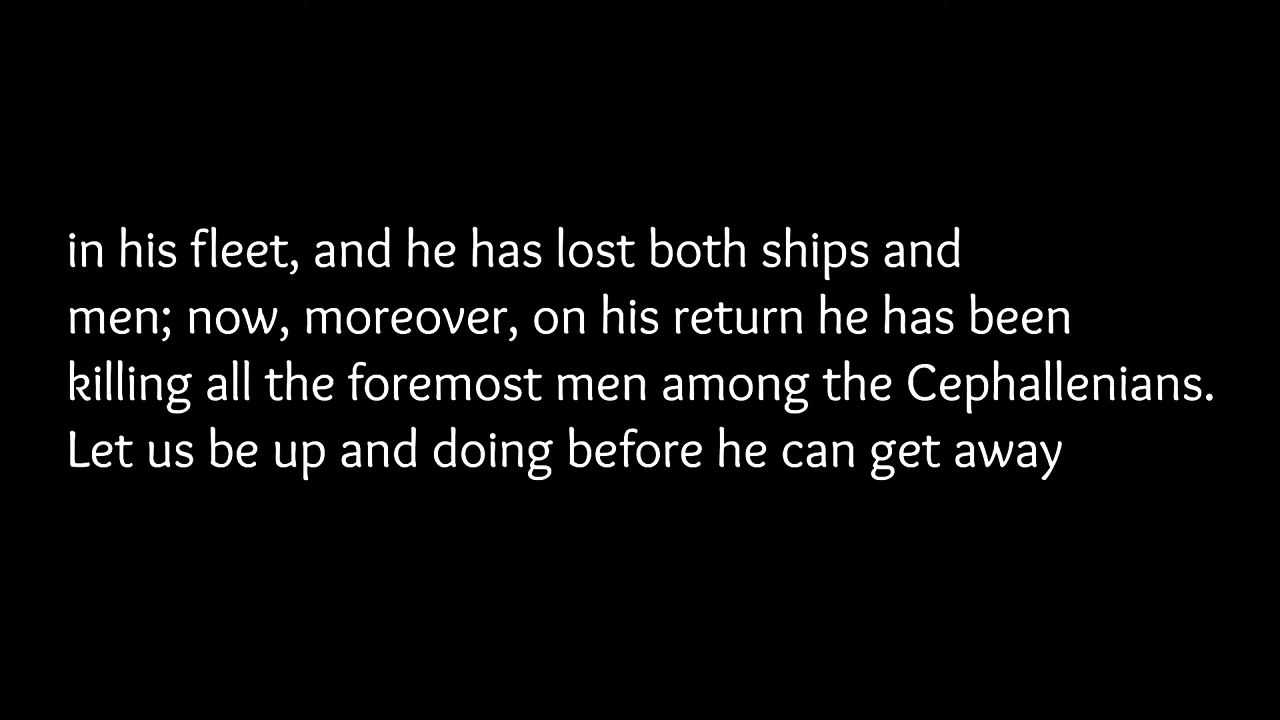 in his fleet, and he has lost both ships and
men; now, moreover, on his return he has been
killing all the foremost men among the Cephallenians.
Let us be up and doing before he can get away